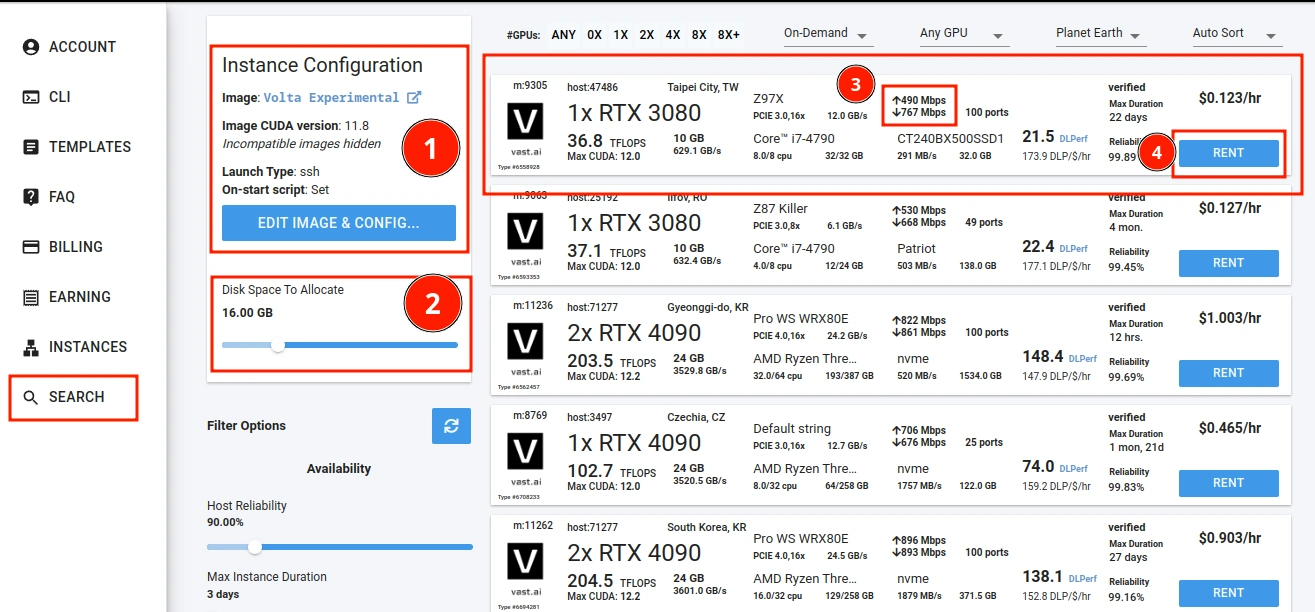 ACCOUNT
CLI
TEMPLATES
FAQ
BILLING
EARNING
INSTANCES
SEARCH
Instance Configuration
Image: Volta Experimental
Image CUDA version: 11.8
Incompatible images hidden
Launch Type: ssh
On-start script: Set
EDIT IMAGE & CONFIG...
1
Disk Space To Allocate
16.00 GB
2
Filter Options
Availability
Host Reliability
90.00%
Max Instance Duration
3 days
#GPUs: ANY 0X 1X 2X 4X 8X 8X+ On-Demand Any GPU Planet Earth Auto Sort
m:9305 host:47486 Taipei City, TW
V
vast.ai
Type #6558928
1x RTX 3080
36.8 TFLOPS 10 GB
Max CUDA: 12.0 629.1 GB/s
Z97X
PCIE 3.0,16x 12.0 GB/s
Core™ i7-4790
8.0/8 cpu 32/32 GB
3
↑490 Mbps
↓767 Mbps 100 ports
CT240BX500SSD1
291 MB/s 32.0 GB
21.5 DLPerf
173.9 DLP/$/hr
verified
Max Duration
22 days
99.89
4
$0.123/hr
RENT
host:25192
V
vast.ai
Type #6593353
1x RTX 3080
37.1 TFLOPS 10 GB
Max CUDA: 12.0 632.4 GB/s
Z87 Killer
PCIE 3.0,8x 6.1 GB/s
Core™ i7-4790
4.0/8 cpu 12/24 GB
↑530 Mbps
↓668 Mbps 49 ports
Patriot
503 MB/s 138.0 GB
22.4 DLPerf
177.1 DLP/$/hr
verified
Max Duration
4 mon.
Reliability
99.45%
$0.127/hr
RENT
m:11236 host:71277 Gyeonggi-do, KR
V
vast.ai
Type #6562457
2x RTX 4090
203.5 TFLOPS 24 GB
Max CUDA: 12.2 3529.8 GB/s
Pro WS WRX80E
PCIE 4.0,16x 24.2 GB/s
AMD Ryzen Thre...
32.0/64 cpu 193/387 GB
↑822 Mbps
↓861 Mbps 100 ports
nvme
520 MB/s 1534.0 GB
148.4 DLPerf
147.9 DLP/$/hr
verified
Max Duration
12 hrs.
Reliability
99.69%
$1.003/hr
RENT
m:8769 host:3497 Czechia, CZ
V
vast.ai
Type #6708233
1x RTX 4090
102.7 TFLOPS 24 GB
Max CUDA: 12.0 3520.5 GB/s
Default string
PCIE 3.0,16x 12.7 GB/s
AMD Ryzen Thre...
8.0/32 cpu 64/258 GB
↑706 Mbps
↓676 Mbps 25 ports
nvme
1757 MB/s 122.0 GB
74.0 DLPerf
159.2 DLP/$/hr
verified
Max Duration
1 mon, 21d
Reliability
99.83%
$0.465/hr
RENT
m:11262 host:71277 South Korea, KR
V
vast.ai
Type #6694281
2x RTX 4090
204.5 TFLOPS 24 GB
Max CUDA: 12.2 3601.0 GB/s
Pro WS WRX80E
PCIE 4.0,16x 24.5 GB/s
AMD Ryzen Thre...
16.0/32 cpu 129/258 GB
↑896 Mbps
↓893 Mbps 100 ports
nvme
1879 MB/s 371.5 GB
138.1 DLPerf
152.8 DLP/$/hr
verified
Max Duration
27 days
Reliability
99.16%
$0.903/hr
RENT